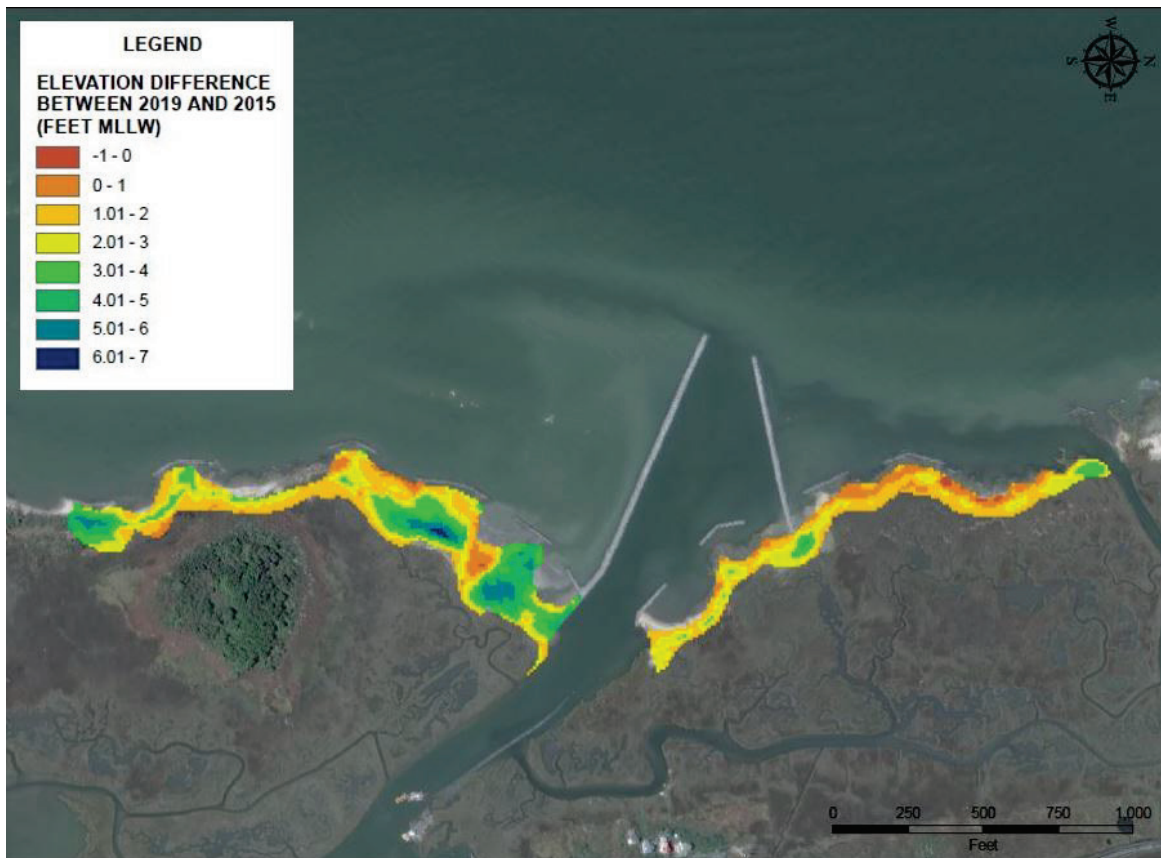 LEGEND
ELEVATION DIFFERENCE
BETWEEN 2019 AND 2015
(FEET MLLW)
-1 - 0
0 - 1
1.01 - 2
2.01 - 3
3.01 - 4
4.01 - 5
5.01 - 6
6.01 - 7
W
S
N
E
0 250 500 750 1,000
Feet